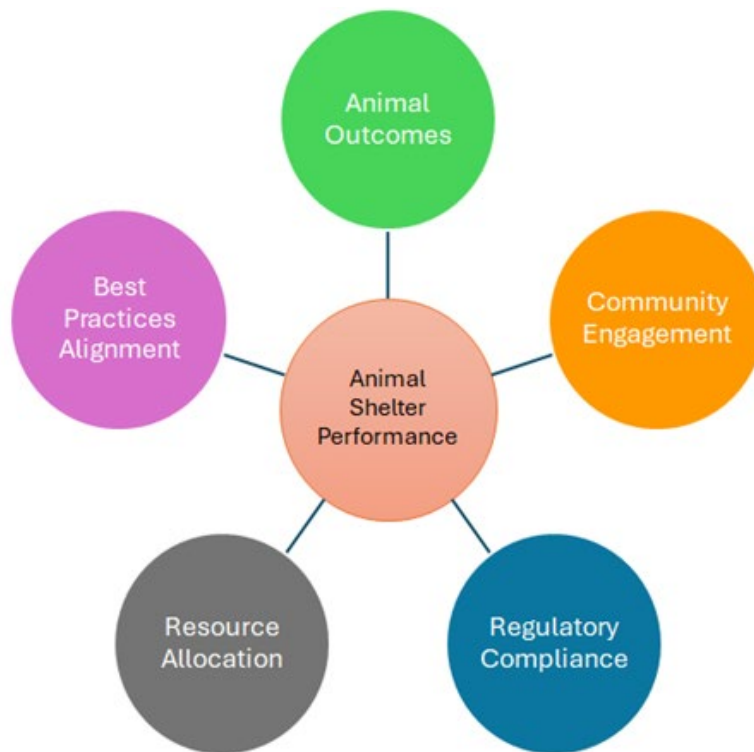 Animal
Outcomes
Community
Engagement
Best
Practices
Alignment
Animal
Shelter
Performance
Resource
Allocation
Regulatory
Compliance